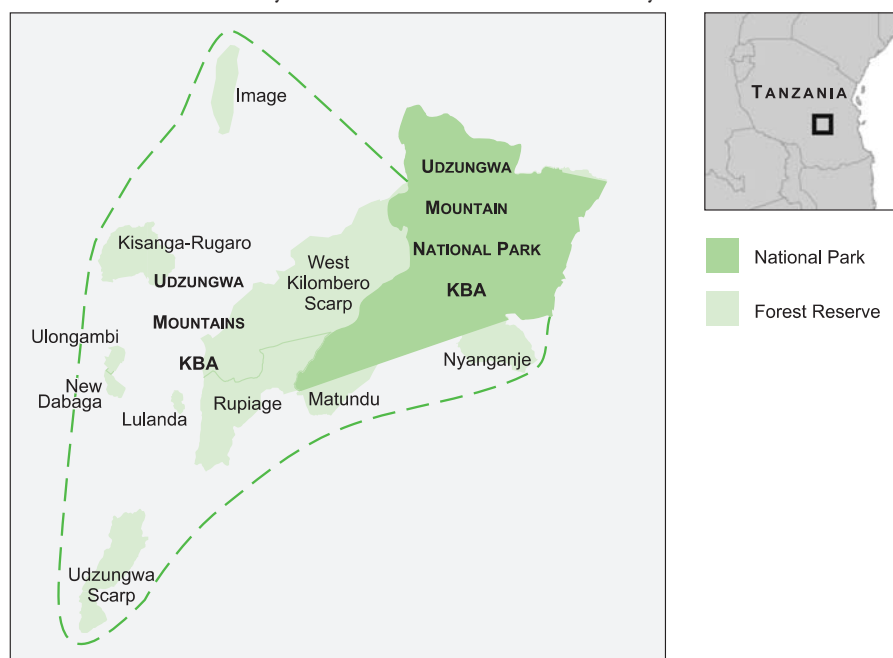 Image
UDZUNGWA
MOUNTAIN
NATIONAL PARK
KBA
Kisanga-Rugaro
West
Kilombero
Scarp
UDZUNGWA
MOUNTAINS
KBA
Ulongambi
New
Dabaga
Lulanda
Rupiage
Matundu
Nyanganje
Udzungwa
Scarp
TANZANIA
National Park
Forest Reserve